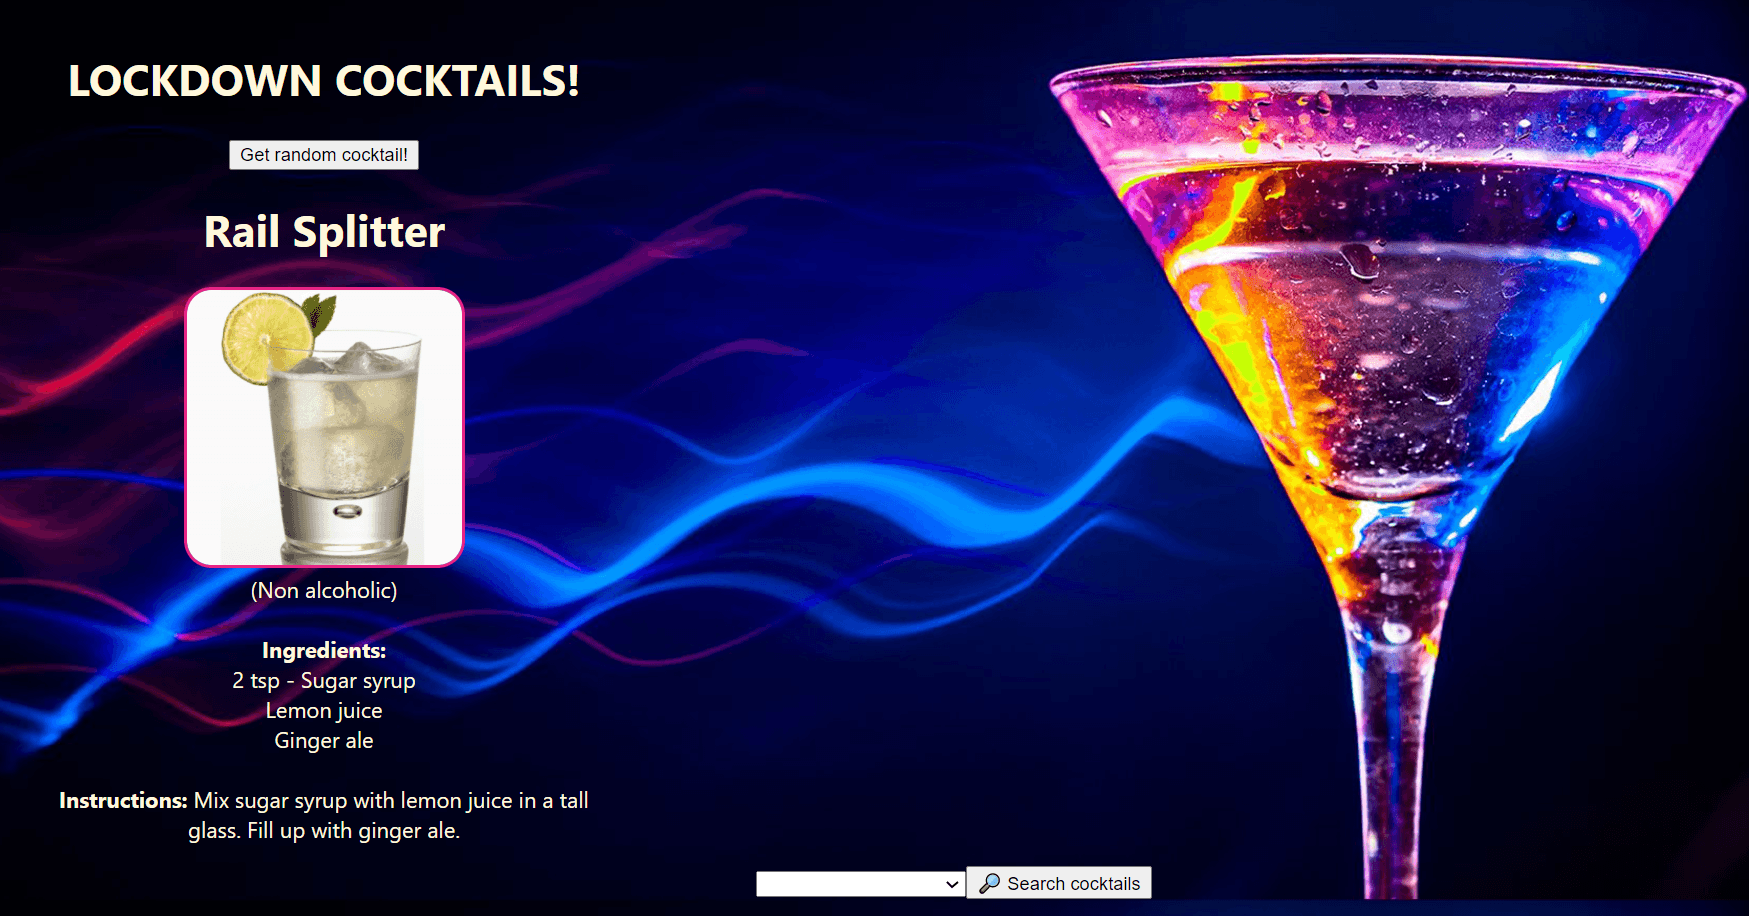 LOCKDOWN COCKTAILS!
Get random cocktail!
Rail Splitter
(Non alcoholic)
Ingredients:
2 tsp - Sugar syrup
Lemon juice
Ginger ale
Instructions: Mix sugar syrup with lemon juice in a tall
glass. Fill up with ginger ale.
Search cocktails